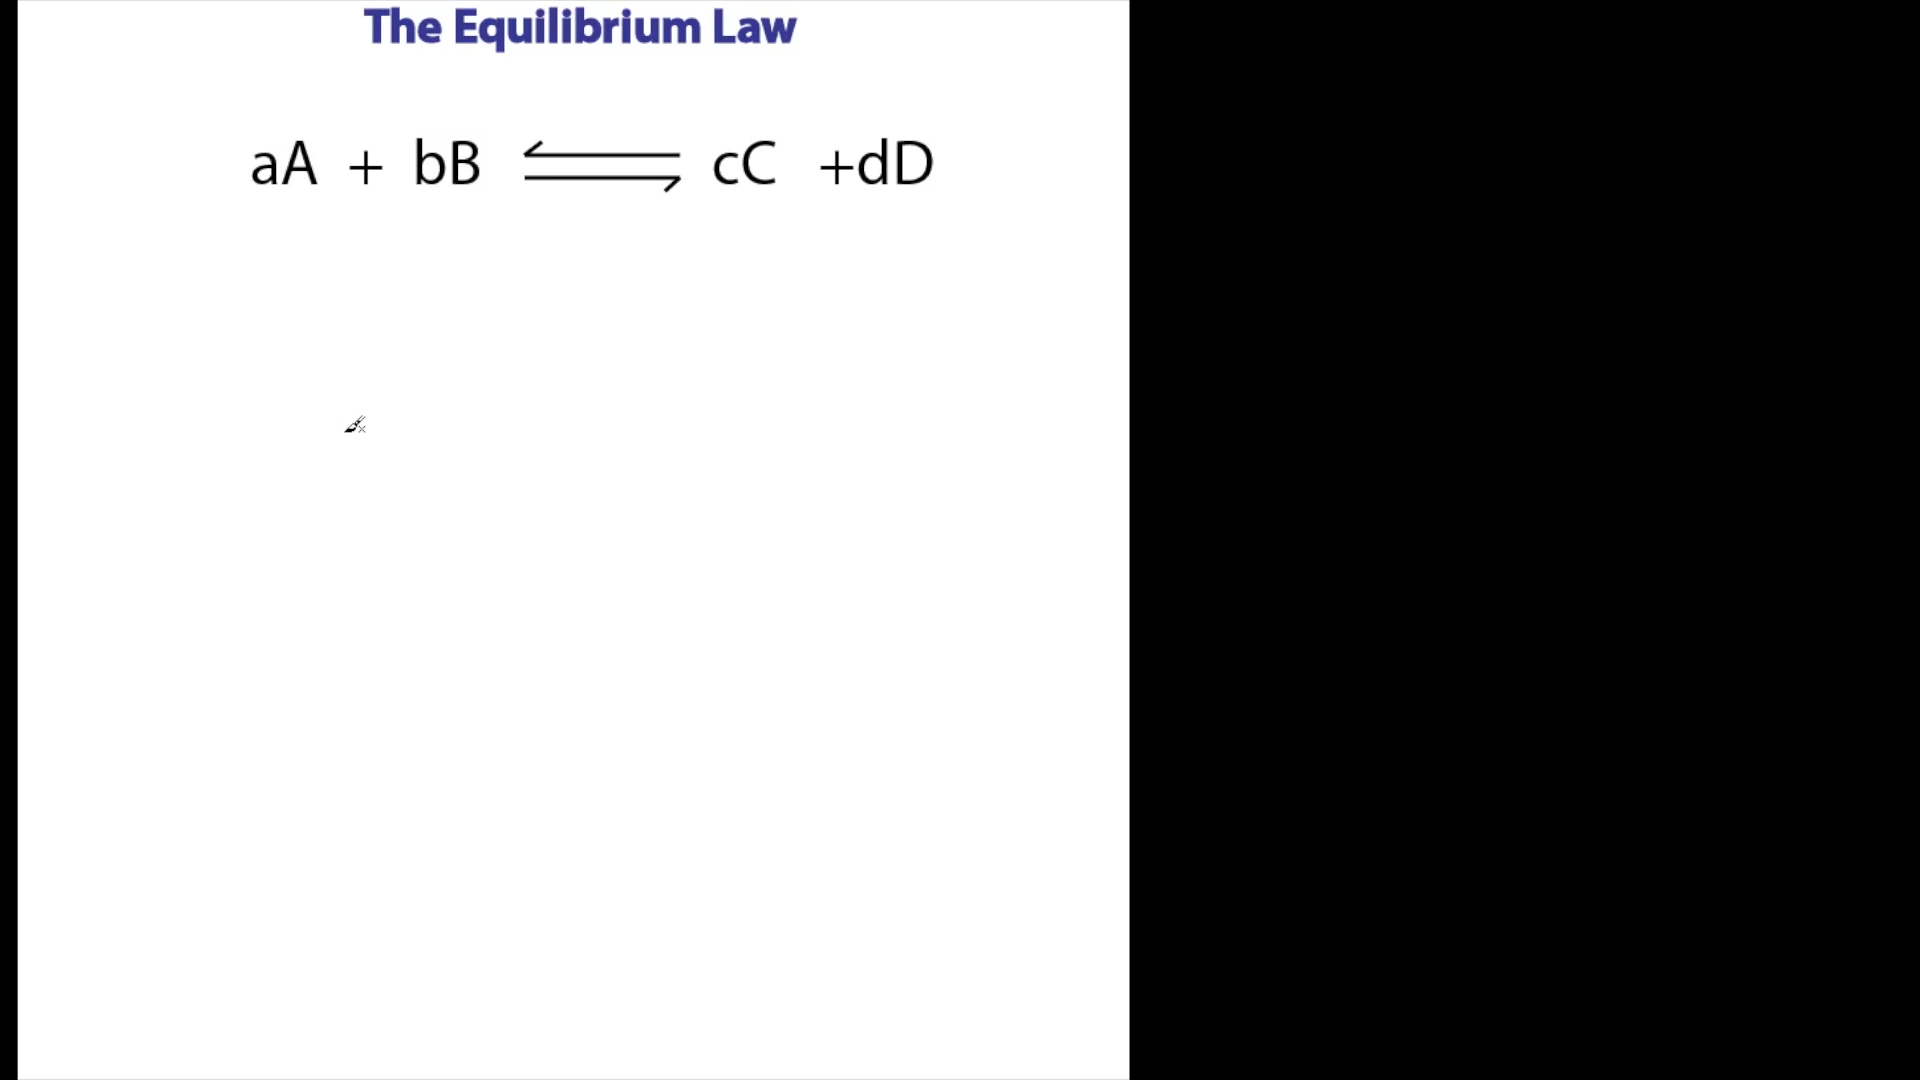 The Equilibrium Law
aA + bB ⇌ cC +dD